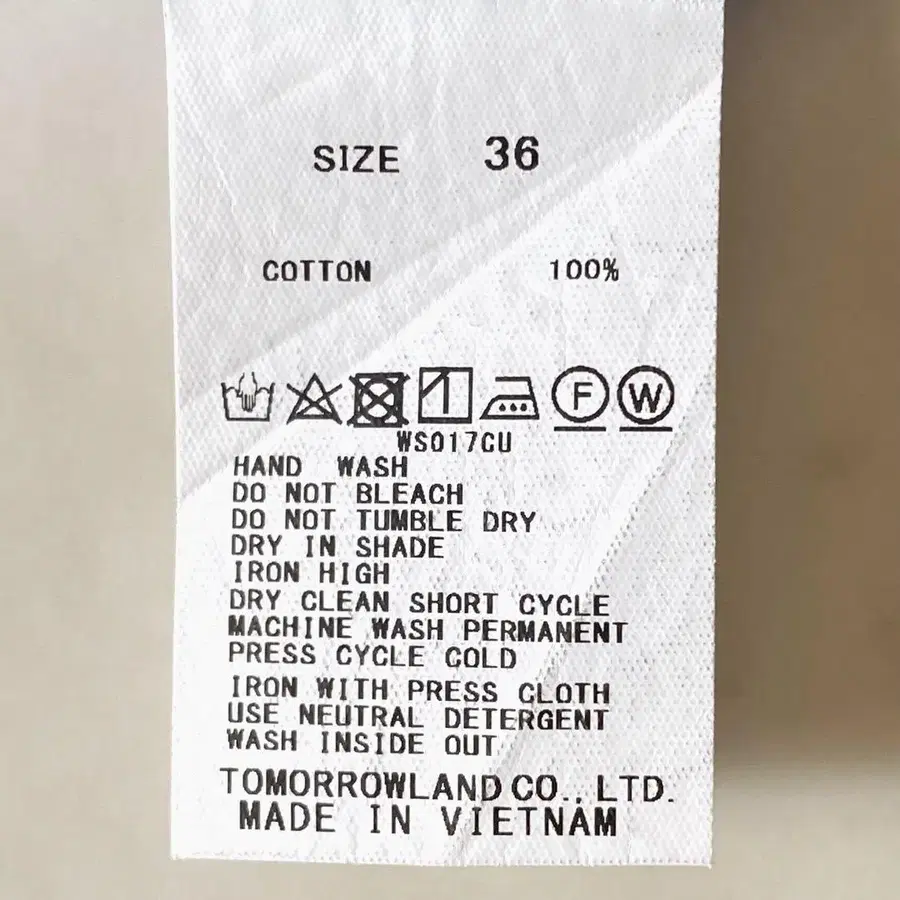 SIZE 36
COTTON 100%
F W
WS017CU
HAND WASH
DO NOT BLEACH
DO NOT TUMBLE DRY
DRY IN SHADE
IRON HIGH
DRY CLEAN SHORT CYCLE
MACHINE WASH PERMANENT
PRESS CYCLE COLD
IRON WITH PRESS CLOTH
USE NEUTRAL DETERGENT
WASH INSIDE OUT
TOMORROWLAND CO., LTD.
MADE IN VIETNAM